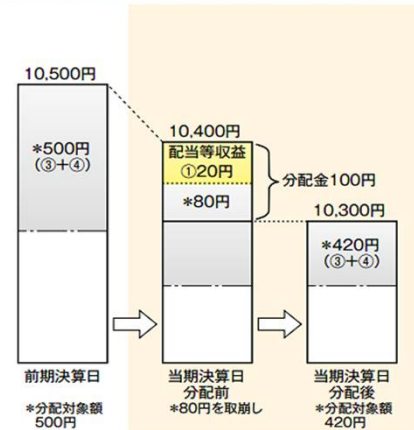 10,500円
*500円
(③+④)
10,400円
配当等収益
①20円
*80円
分配金100円
10,300円
*420円
(③+④)
前期決算日
*分配対象額
500円
当期決算日
分配前
*80円を取崩し
当期決算日
分配後
*分配対象額
420円